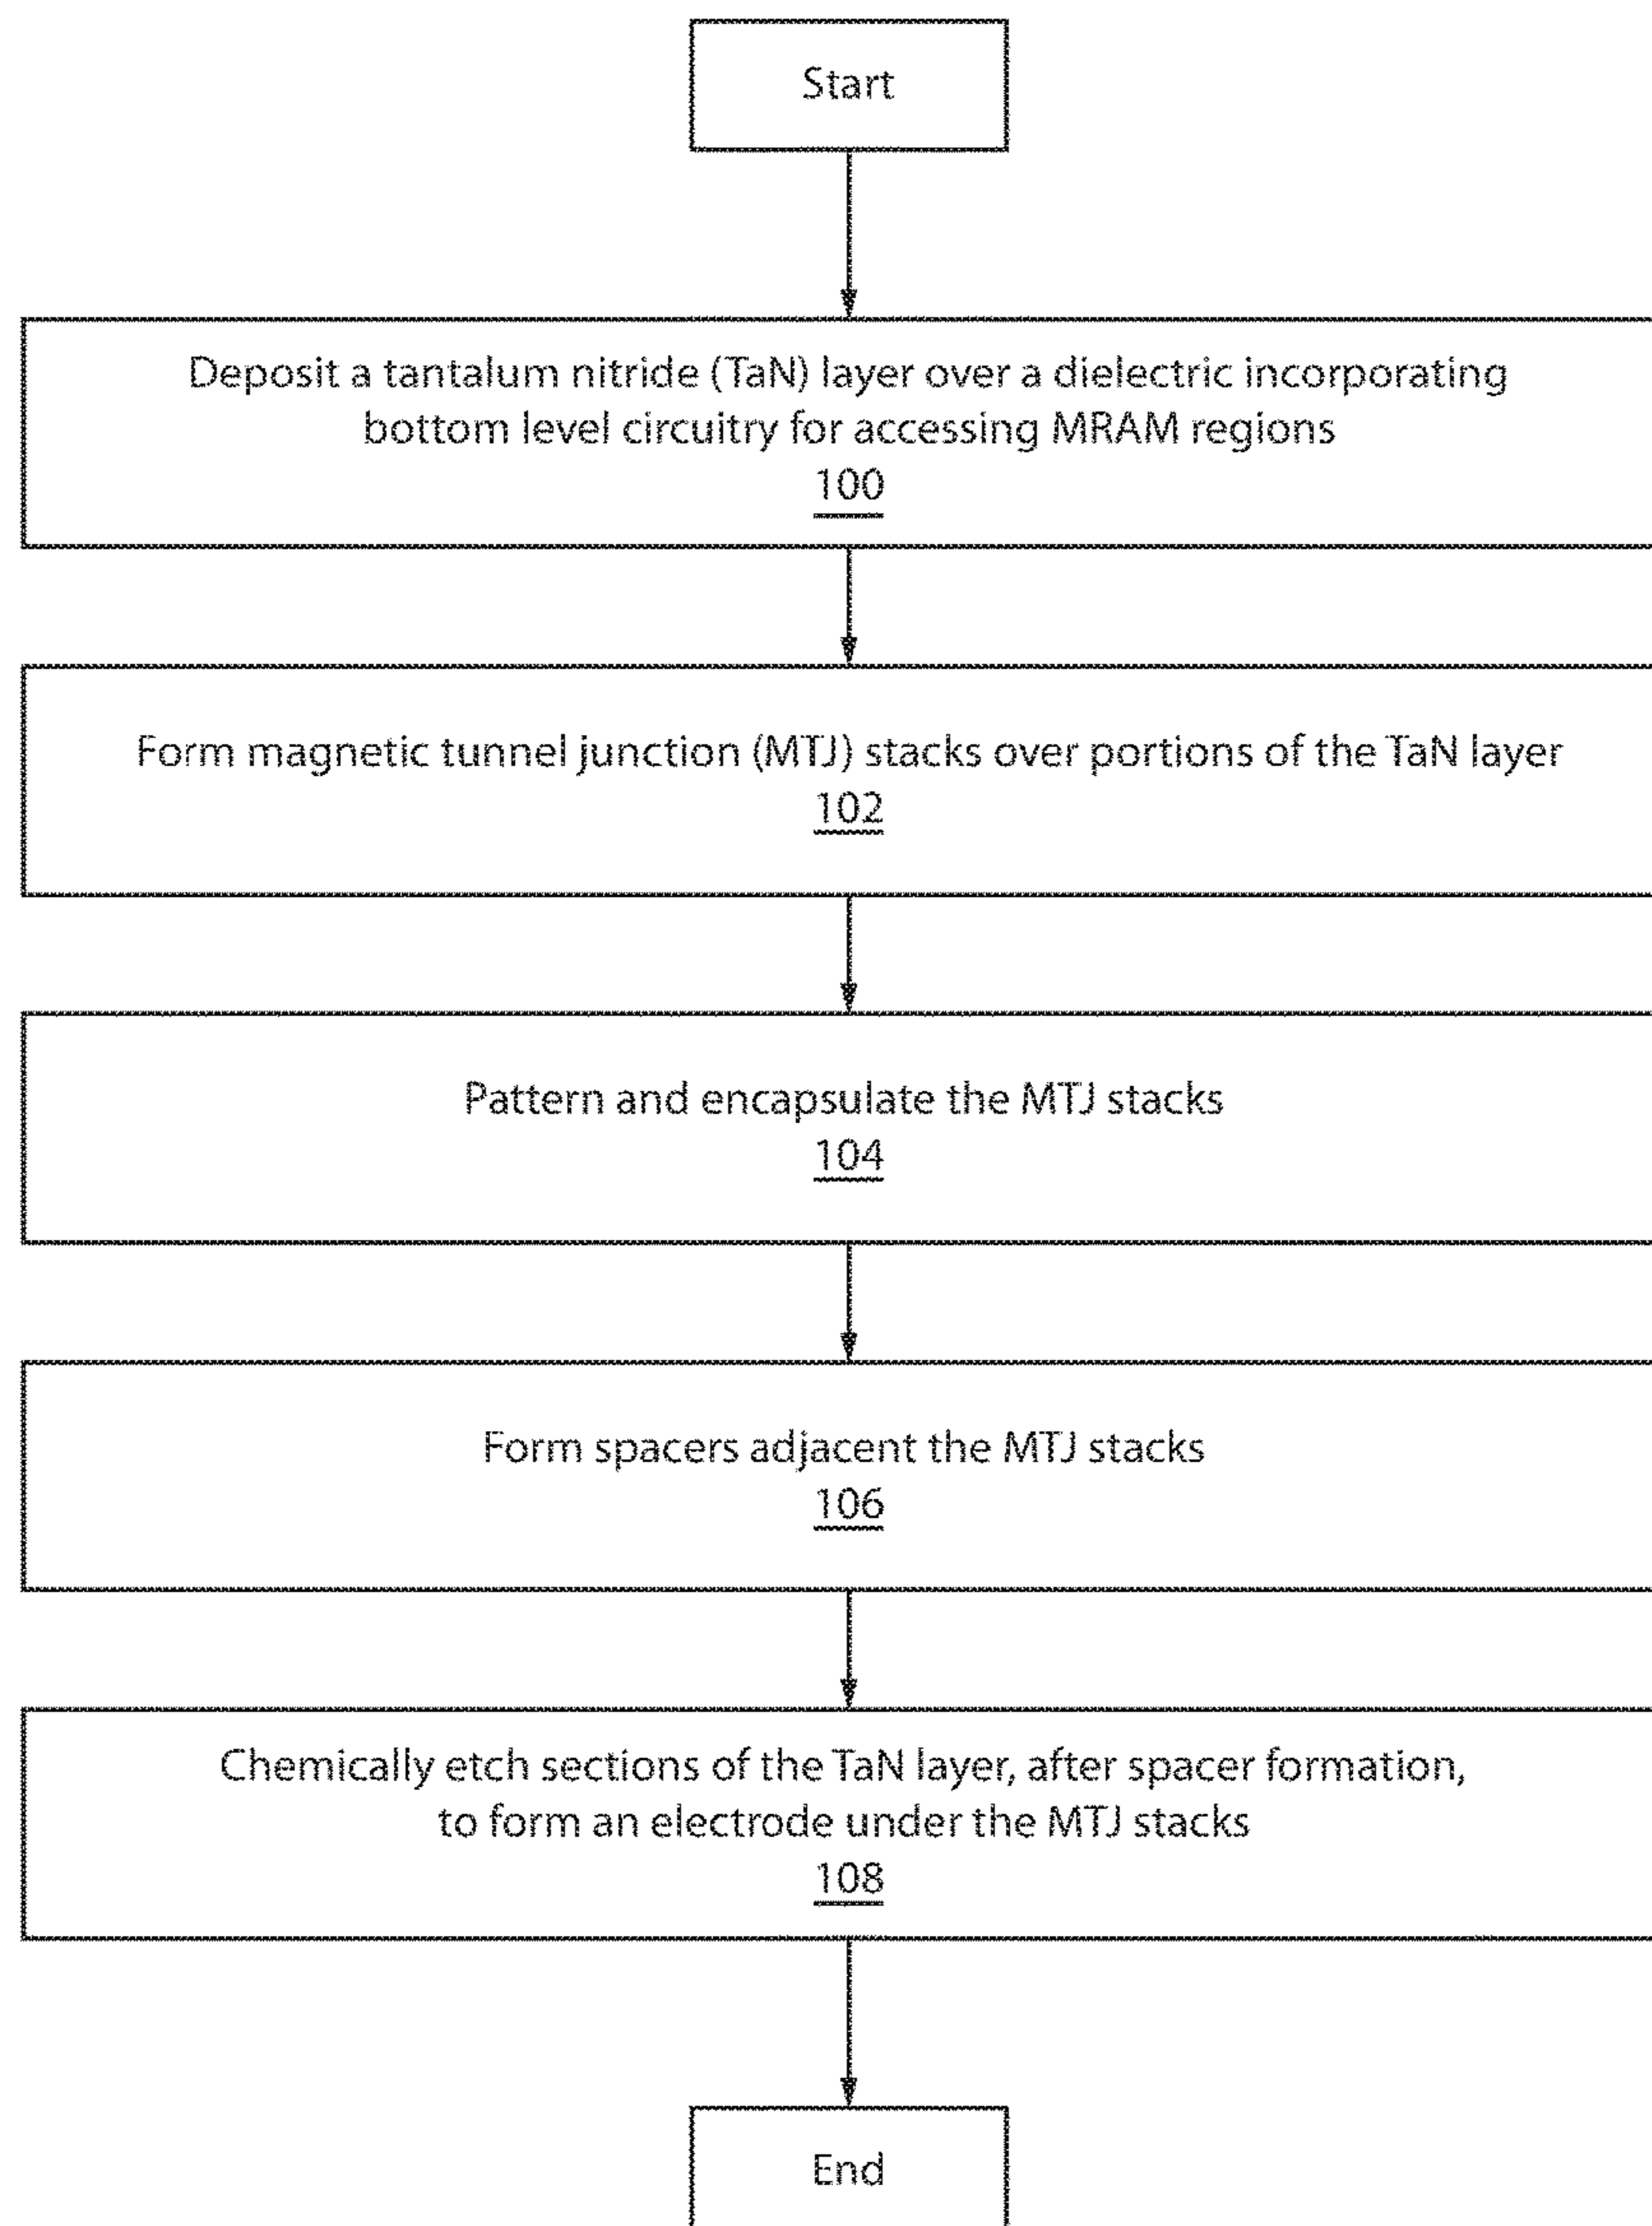 Start
Deposit a tantalum nitride (TaN) layer over a dielectric incorporating
bottom level circuitry for accessing MRAM regions
100
Form magnetic tunnel junction (MTJ) stacks over portions of the TaN layer
102
Pattern and encapsulate the MTJ stacks
104
Form spacers adjacent the MTJ stacks
106
Chemically etch sections of the TaN layer, after spacer formation,
to form an electrode under the MTJ stacks
108
End